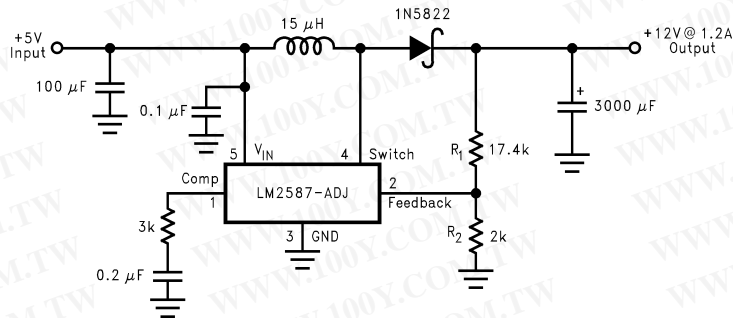 1N5822
15 μH
+5V
Input
+12V@ 1.2A
Output
100 μF
0.1 μF
+
3000 μF
5
VIN
4
Switch
R1
17.4k
Comp
1
LM2587-ADJ
2
Feedback
3k
3
GND
R2
2k
0.2 μF
WWW.100Y.COM.TW